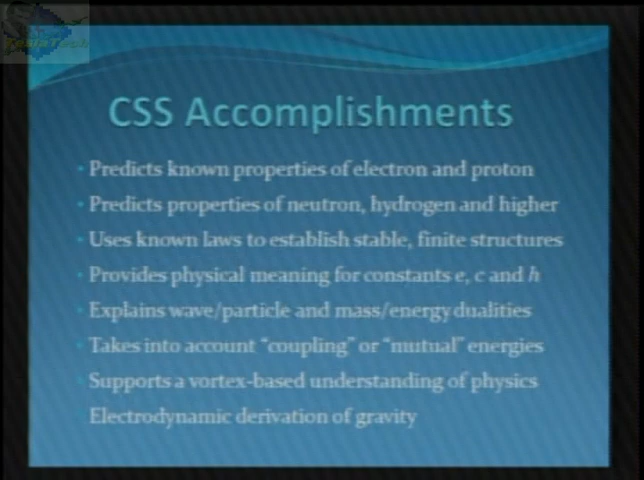 TeslaTech
CSS Accomplishments
Predicts known properties of electron and proton
Predicts properties of neutron, hydrogen and higher
Uses known laws to establish stable, finite structures
Provides physical meaning for constants e, c and h
Explains wave/particle and mass/energy dualities
Takes into account "coupling" or "mutual" energies
Supports a vortex-based understanding of physics
Electrodynamic derivation of gravity